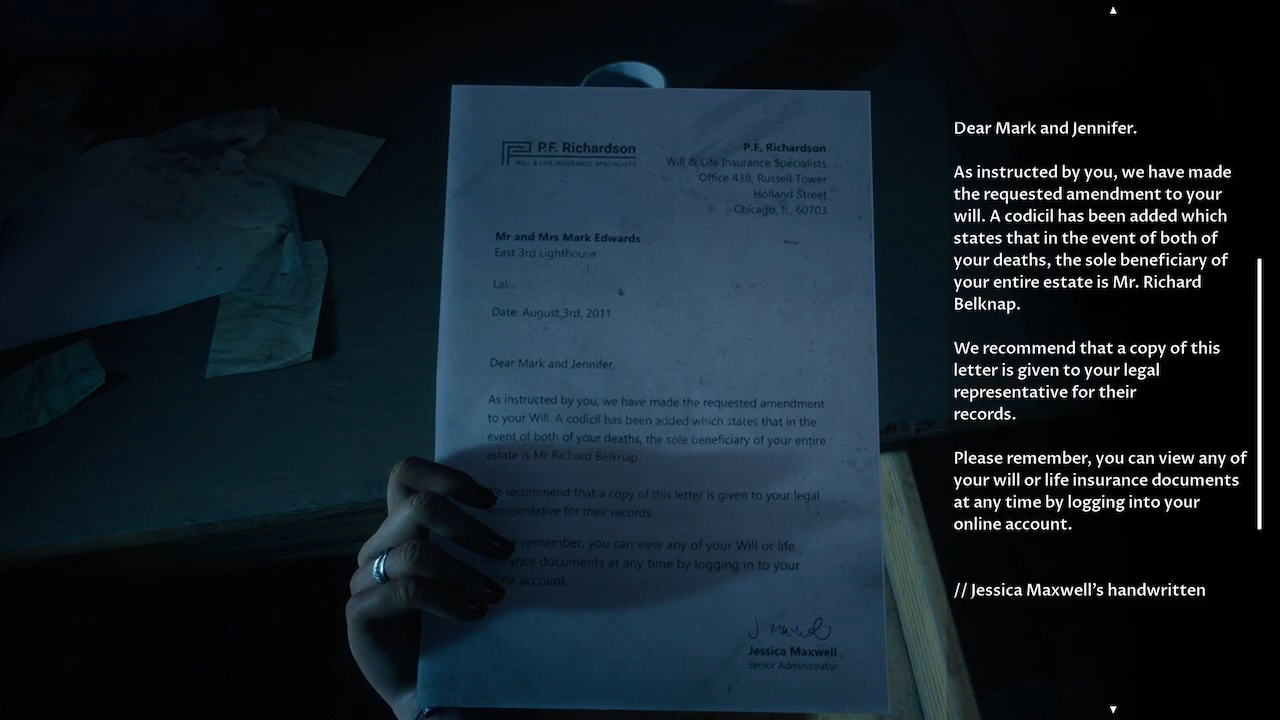 P.F. Richardson
WILL & LIFE INSURANCE SPECIALISTS
P.F. Richardson
Will & Life Insurance Specialists
Office 43B, Russell Tower
Holland Street
Chicago, IL, 60703
Mr and Mrs Mark Edwards
East 3rd Lighthouse
Date: August 3rd, 2011
Dear Mark and Jennifer,
As instructed by you, we have made the requested amendment
to your Will. A codicil has been added which states that in the
event of both of your deaths, the sole beneficiary of your entire
estate is Mr Richard Belknap.
We recommend that a copy of this letter is given to your legal
representative for their records.
remember, you can view any of your Will or life
insurance documents at any time by logging in to your
online account.
Jessica Maxwell
Senior Administrator
Dear Mark and Jennifer.
As instructed by you, we have made
the requested amendment to your
will. A codicil has been added which
states that in the event of both of
your deaths, the sole beneficiary of
your entire estate is Mr. Richard
Belknap.
We recommend that a copy of this
letter is given to your legal
representative for their
records.
Please remember, you can view any of
your will or life insurance documents
at any time by logging into your
online account.
// Jessica Maxwell's handwritten